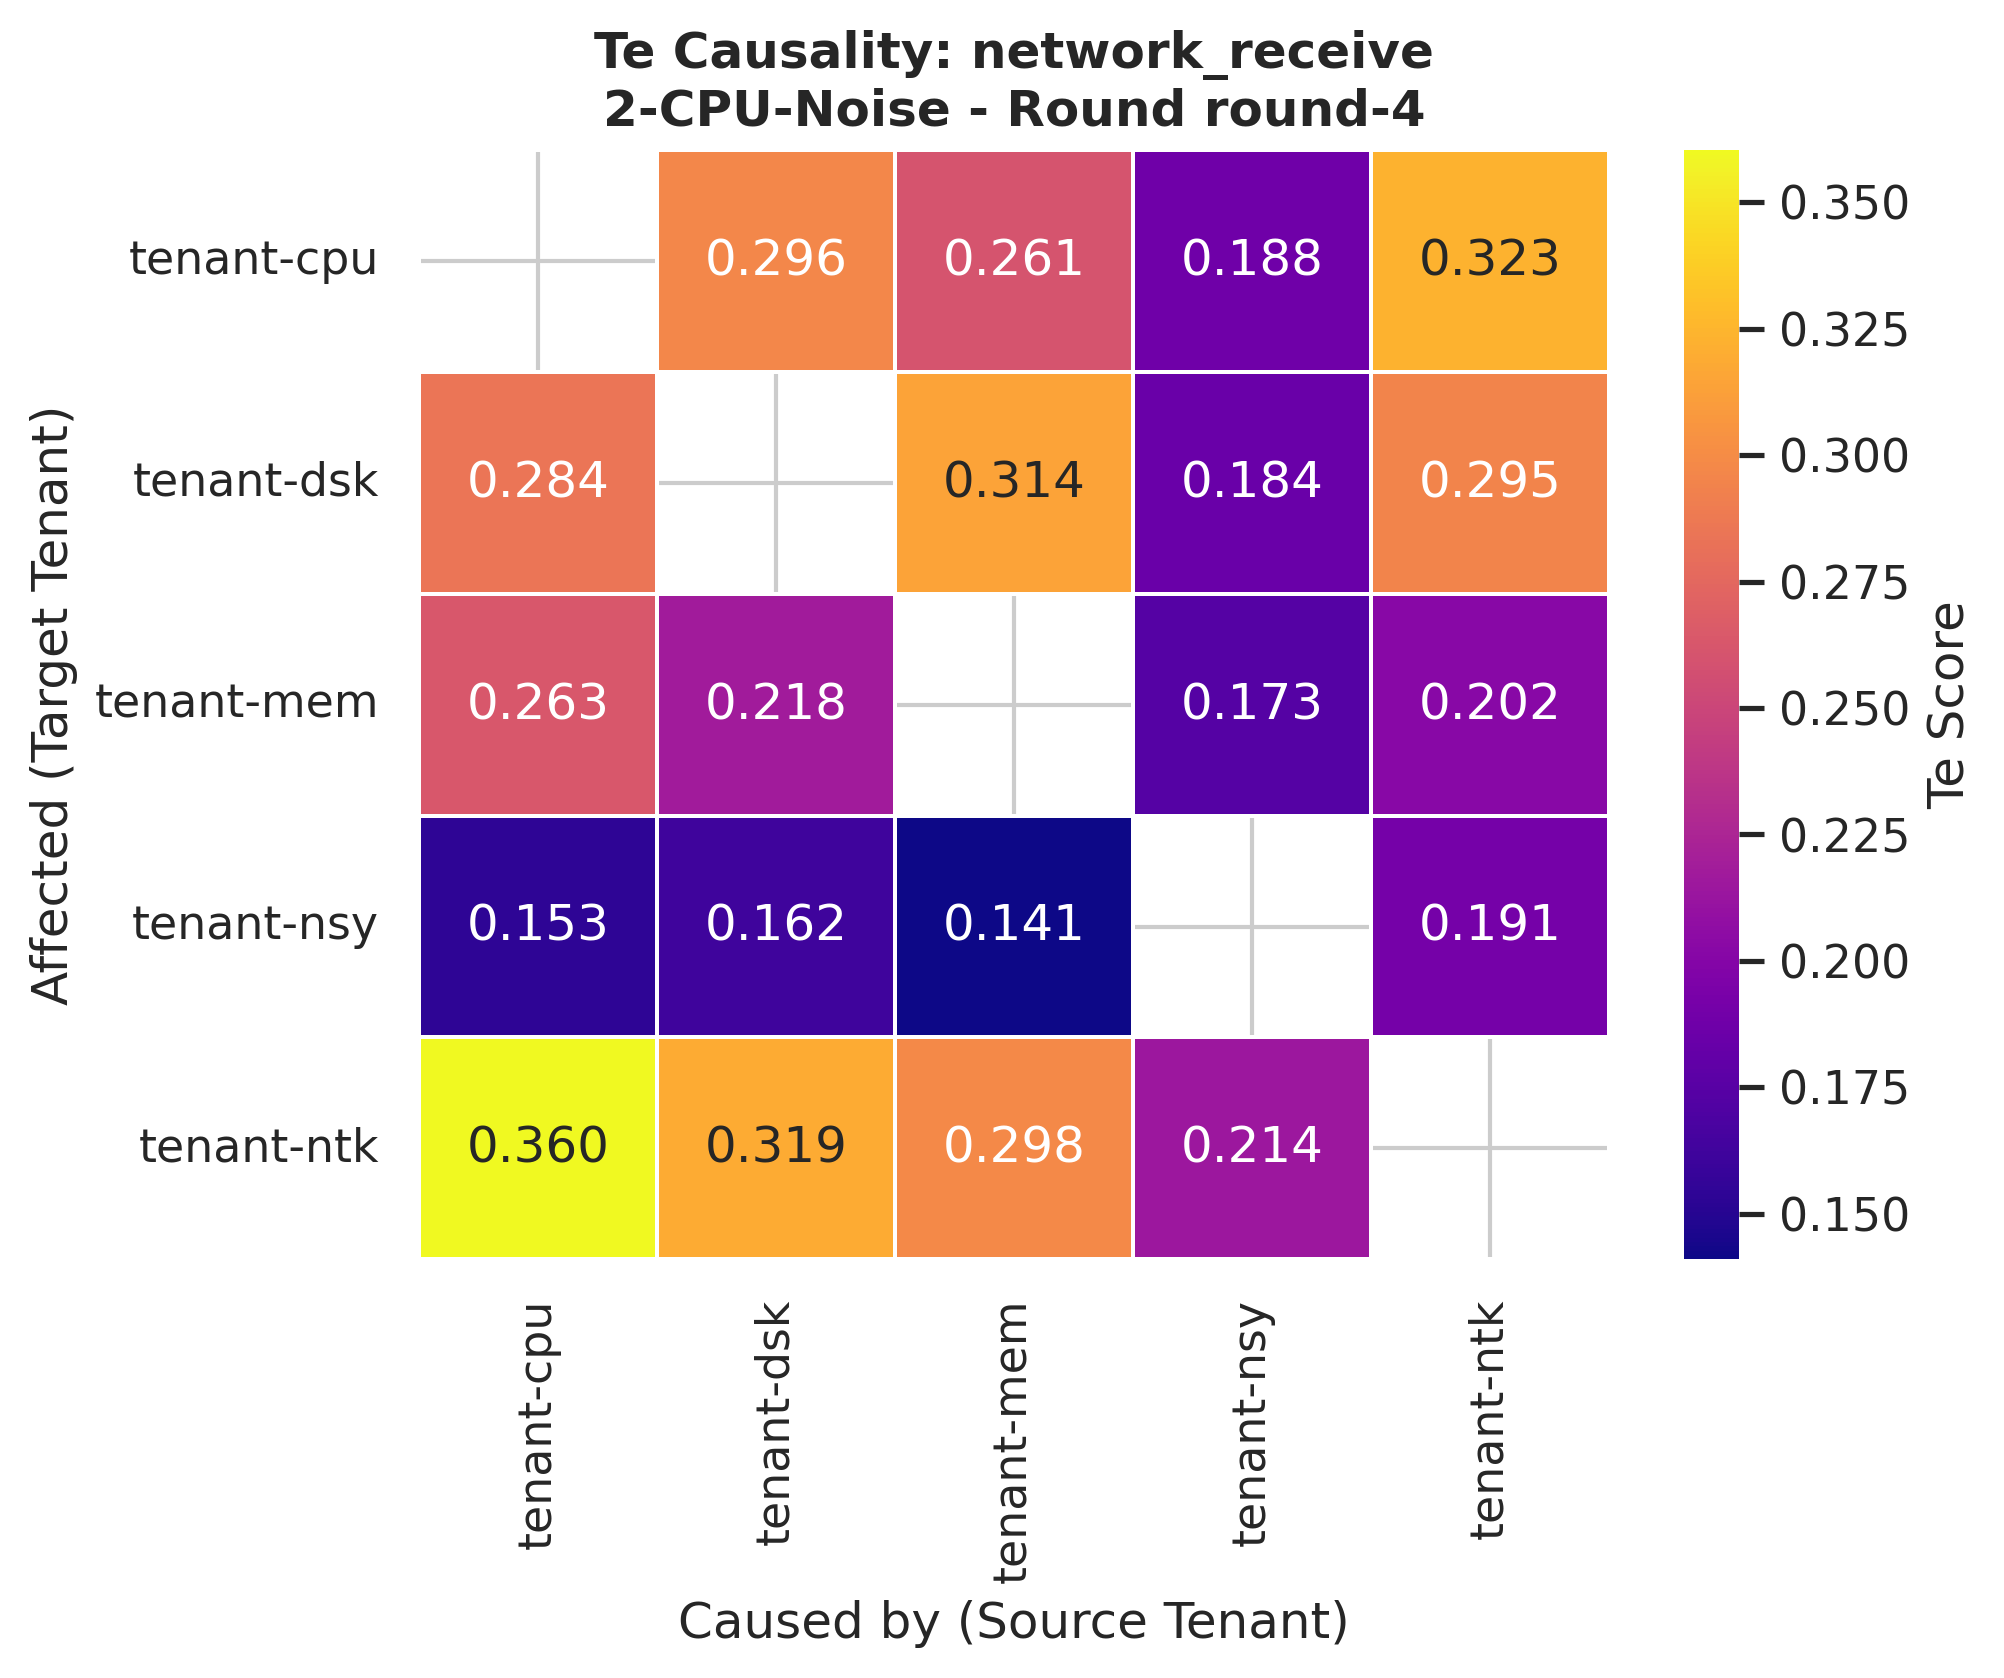 Te Causality: network_receive
2-CPU-Noise - Round round-4
Affected (Target Tenant)
tenant-cpu 0.296 0.261 0.188 0.323
tenant-dsk 0.284 0.314 0.184 0.295
tenant-mem 0.263 0.218 0.173 0.202
tenant-nsy 0.153 0.162 0.141 0.191
tenant-ntk 0.360 0.319 0.298 0.214
tenant-cpu
tenant-dsk
tenant-mem
tenant-nsy
tenant-ntk
Caused by (Source Tenant)
0.350
0.325
0.300
0.275
0.250
0.225
0.200
0.175
0.150
Te Score